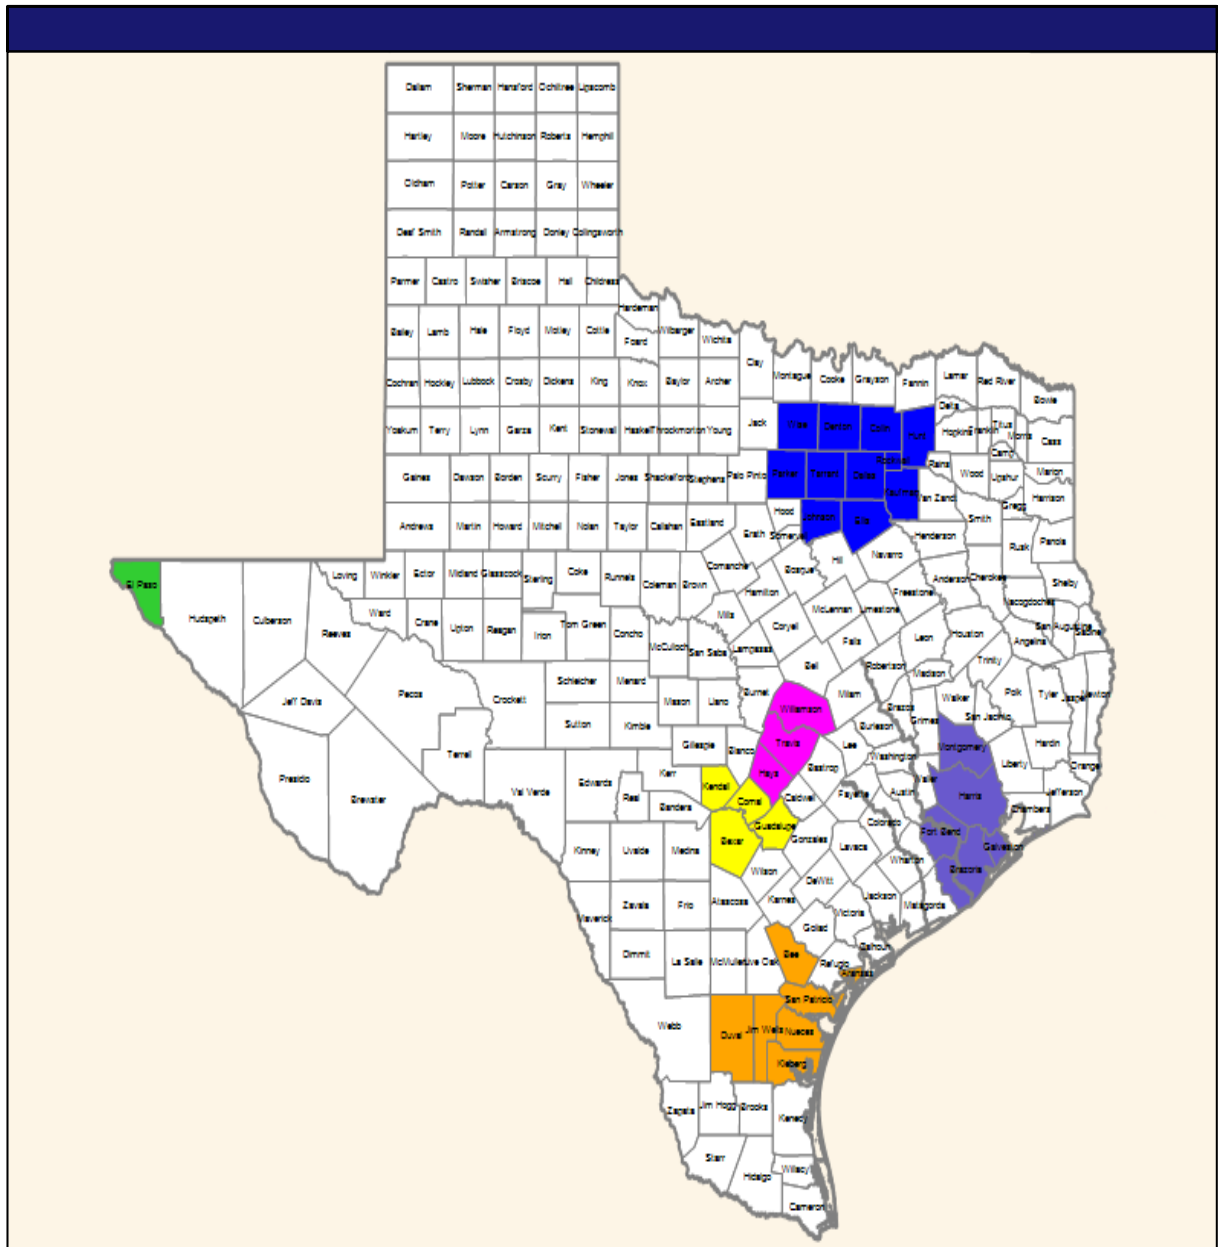 Dallam Sherman Hansford Ochiltree Lipscomb
Hartley Moore Hutchinson Roberts Hemphill
Oldham Potter Carson Gray Wheeler
Deaf Smith Randall Armstrong Donley Collingsworth
Parmer Castro Swisher Briscoe Hall Childress
Hardeman
Bailey Lamb Hale Floyd Motley Cottle Foard Wilbarger Wichita
Clay Montague Cooke Grayson Fannin Lamar Red River Bowie
Cochran Hockley Lubbock Crosby Dickens King Knox Baylor Archer
Yoakum Terry Lynn Garza Kent Stonewall Haskell Throckmorton Young Jack Wise Denton Collin Hunt Delta Hopkins Franklin Titus Morris Cass
Camp
Gaines Dawson Borden Scurry Fisher Jones Shackelford Stephens Palo Pinto Parker Tarrant Dallas Rockwall Rains Wood Upshur Marion
Kaufman Van Zandt Gregg Harrison
Andrews Martin Howard Mitchell Nolan Taylor Callahan Eastland Erath Hood Somervell Johnson Ellis Henderson Smith Rusk Panola
El Paso Hudspeth Culberson Reeves Loving Winkler Ector Midland Glasscock Sterling Coke Runnels Coleman Brown Comanche Bosque Hill Navarro Anderson Cherokee Shelby
Hamilton Freestone Nacogdoches
Ward Crane Upton Reagan Irion Tom Green Concho McCulloch San Saba Mills Lampasas Coryell McLennan Limestone Falls Leon Houston Angelina San Augustine Sabine
Jeff Davis Pecos Crockett Schleicher Menard Mason Llano Burnet Bell Milam Robertson Madison Trinity Walker Polk Tyler Jasper Newton
Williamson Brazos Grimes San Jacinto
Sutton Kimble Gillespie Blanco Travis Lee Burleson Washington Montgomery Liberty Hardin Orange
Presidio Brewster Terrell Val Verde Edwards Kerr Real Bandera Kendall Hays Bastrop Fayette Austin Waller Harris Chambers Jefferson
Comal Caldwell
Guadalupe Gonzales Colorado Fort Bend Galveston
Kinney Uvalde Medina Bexar Wilson Lavaca Wharton Brazoria
DeWitt
Maverick Zavala Frio Atascosa Karnes Jackson Matagorda
Goliad Victoria
Dimmit La Salle McMullen Live Oak Bee Refugio Calhoun
Aransas
San Patricio
Webb Duval Jim Wells Nueces
Kleberg
Zapata Jim Hogg Brooks Kenedy
Starr Hidalgo Willacy
Cameron